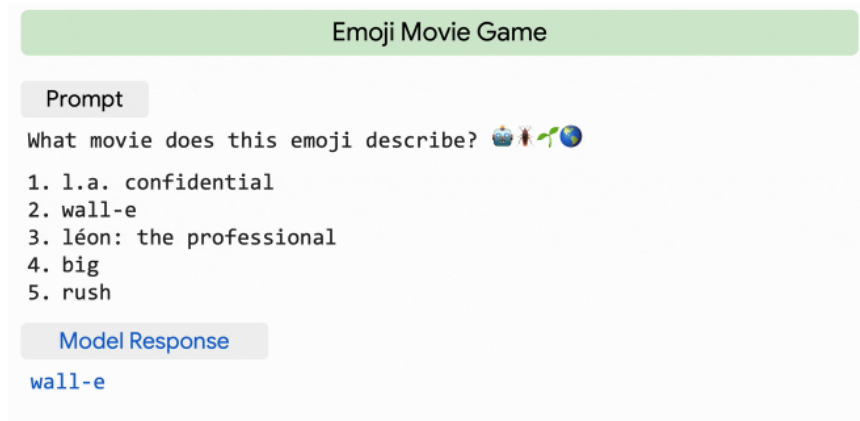 Emoji Movie Game
Prompt
What movie does this emoji describe? 🤖🪳🌱🌎
1. l.a. confidential
2. wall-e
3. léon: the professional
4. big
5. rush
Model Response
wall-e